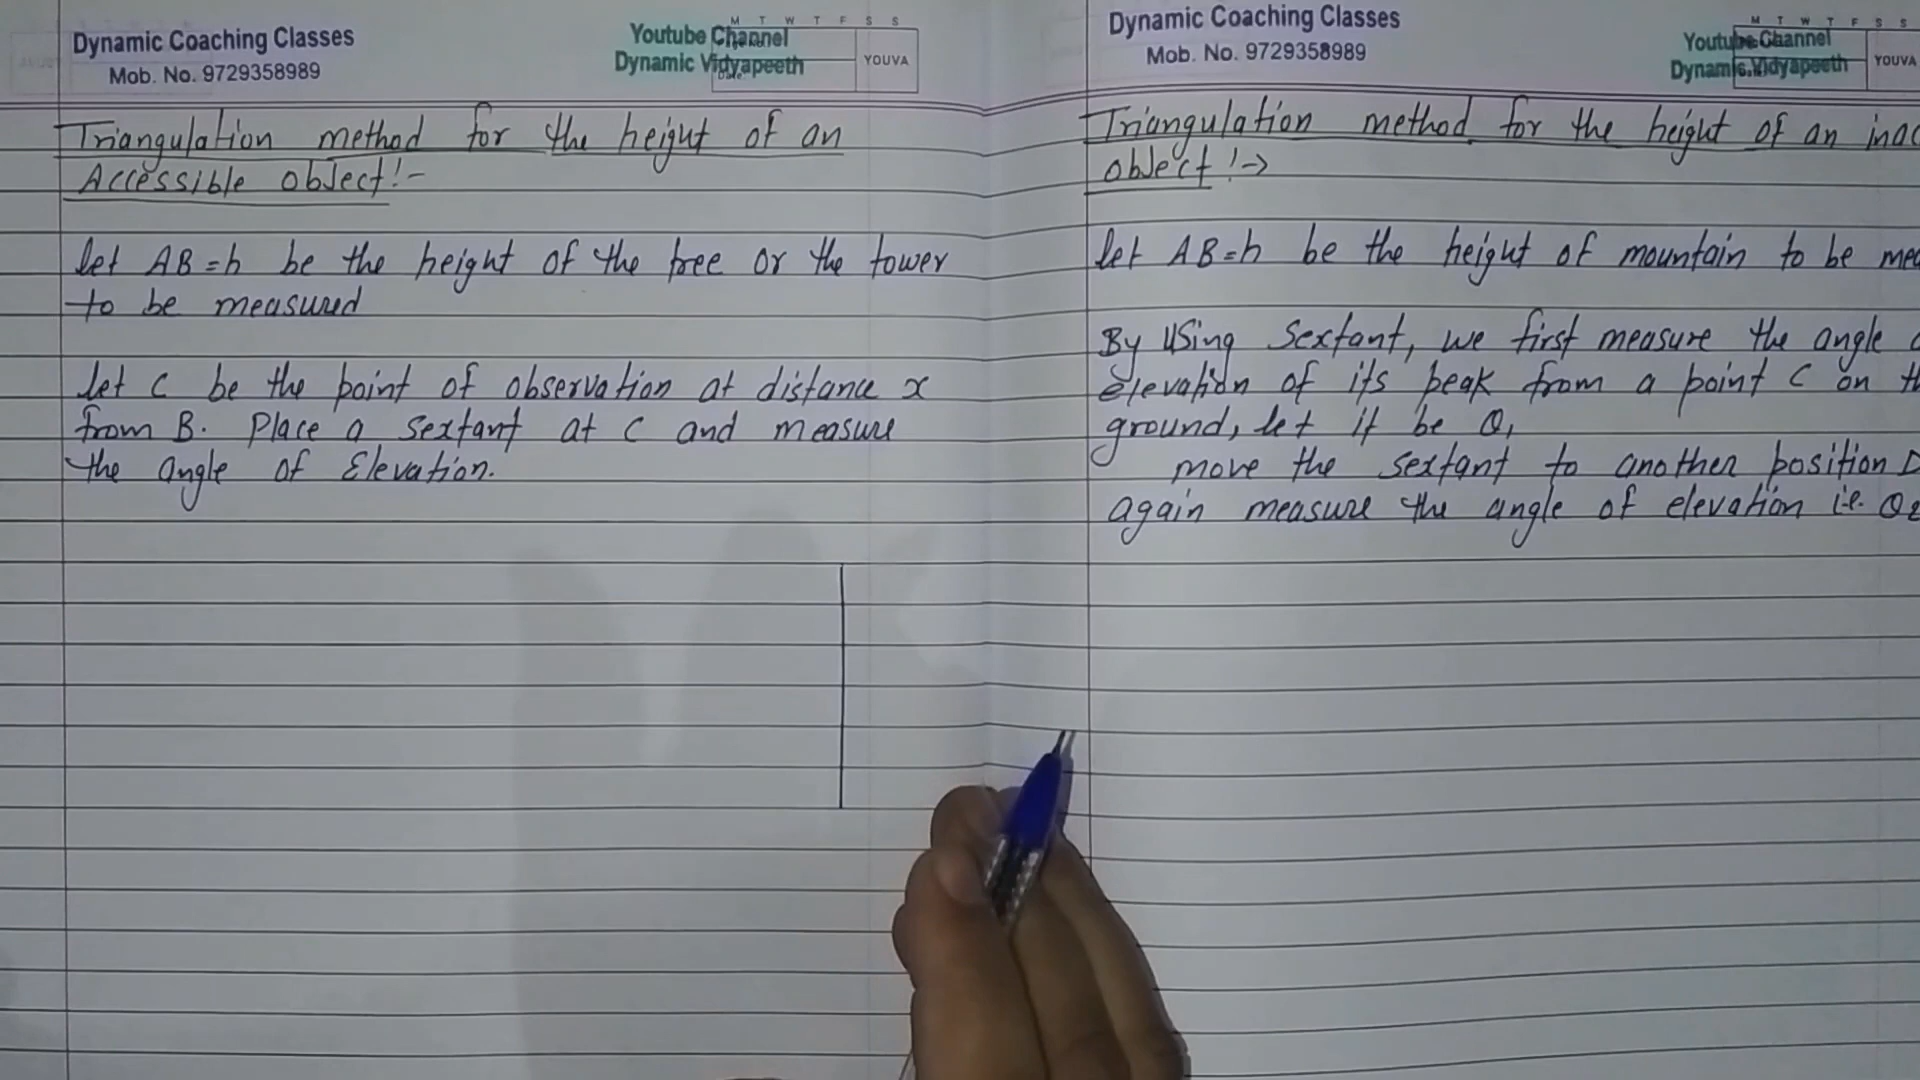 Dynamic Coaching Classes
Mob. No. 9729358989
Youtube Channel
Dynamic Vidyapeeth
M T W T F S S
YOUVA
Triangulation method for the height of an
Accessible object:-
let AB=h be the height of the tree or the tower
to be measured
let C be the point of observation at distance x
from B. Place a sextant at C and measure
the angle of Elevation.
Dynamic Coaching Classes
Mob. No. 9729358989
Youtube Channel
Dynamic Vidyapeeth
M T W T F S S
YOUVA
Triangulation method for the height of an inac
object :→
let AB=h be the height of mountain to be mea
By Using Sextant, we first measure the angle o
elevation of its peak from a point C on th
ground, let it be θ1
move the sextant to another position D
again measure the angle of elevation i.e. θ2